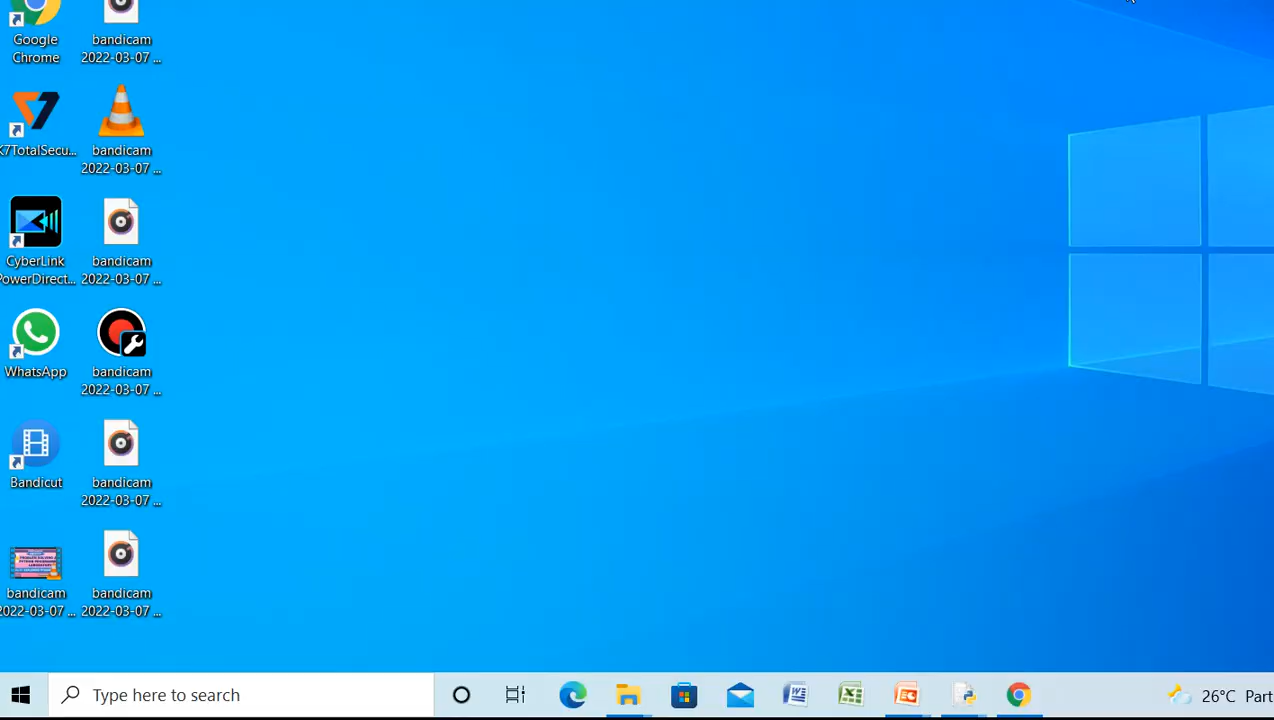 Google
Chrome
bandicam
2022-03-07 ...
K7TotalSecu...
bandicam
2022-03-07 ...
CyberLink
PowerDirect...
bandicam
2022-03-07 ...
WhatsApp
bandicam
2022-03-07 ...
Bandicut
bandicam
2022-03-07 ...
bandicam
2022-03-07 ...
bandicam
2022-03-07 ...
Type here to search
26°C Part